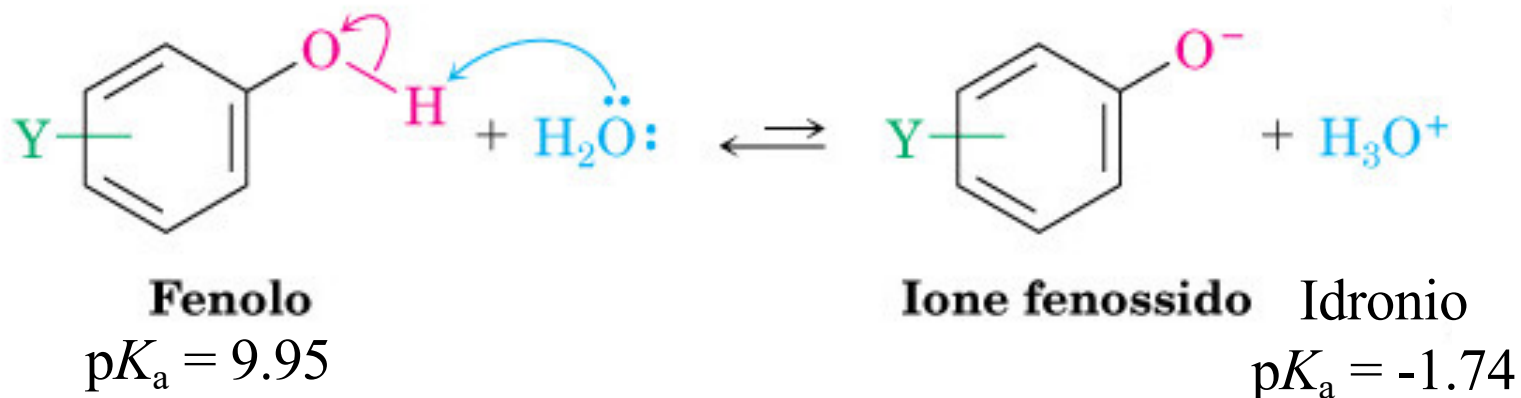 Y O H + H₂O: ⇌ Y O⁻ + H₃O⁺
Fenolo Ione fenossido Idronio
pKa = 9.95 pKa = -1.74